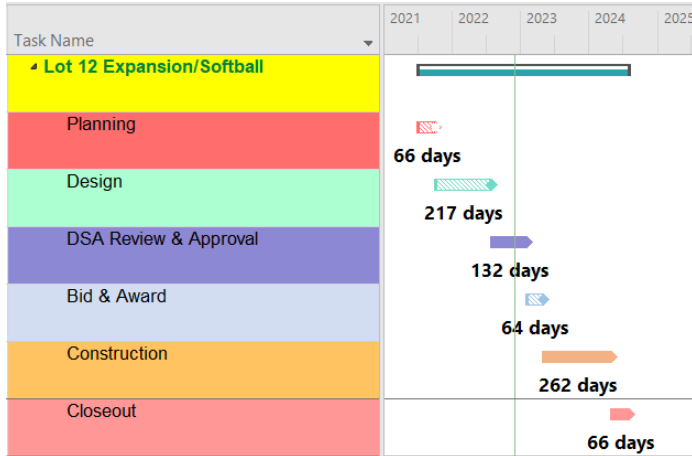 2021 2022 2023 2024 2025
Task Name
Lot 12 Expansion/Softball
Planning
66 days
Design
217 days
DSA Review & Approval
132 days
Bid & Award
64 days
Construction
262 days
Closeout
66 days